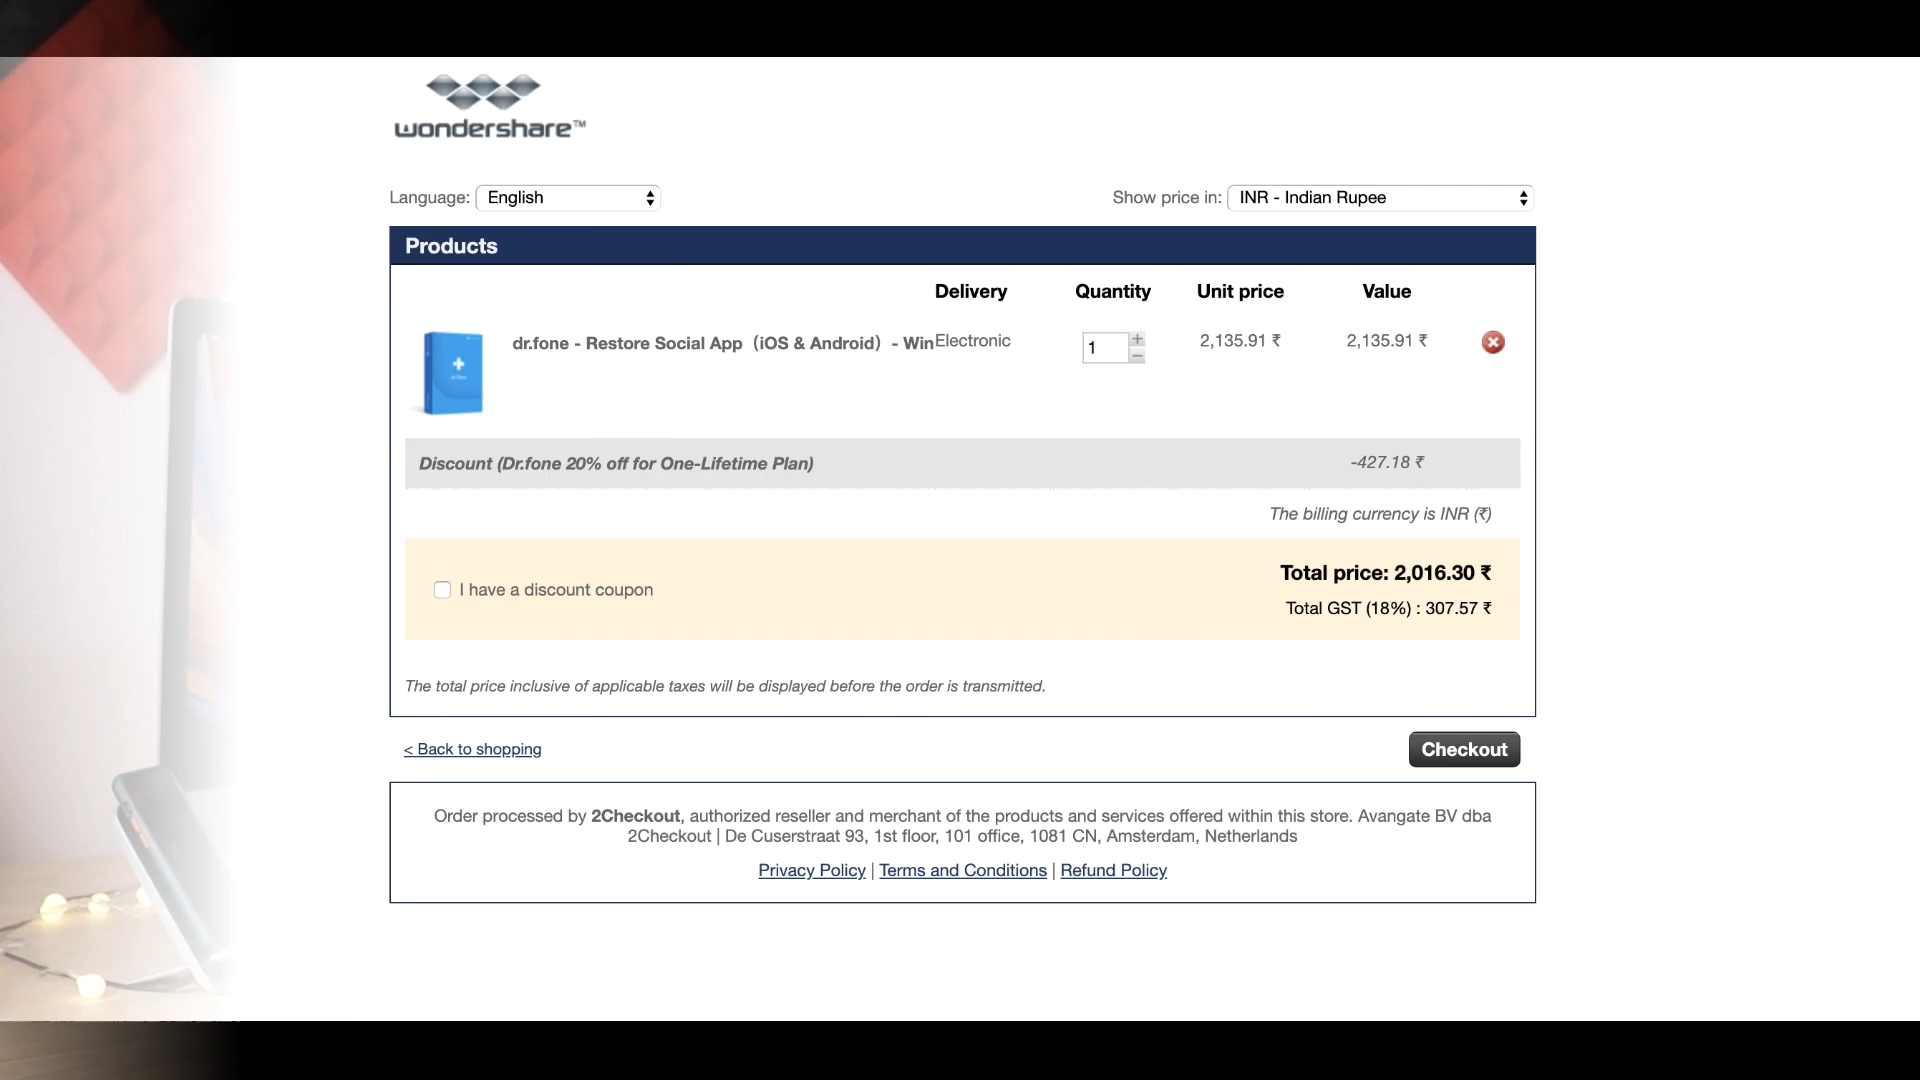 wondershare™
Language: English
Show price in: INR - Indian Rupee
Products
Delivery Quantity Unit price Value
dr.fone - Restore Social App（iOS & Android）- Win Electronic 1 2,135.91 ₹ 2,135.91 ₹
Discount (Dr.fone 20% off for One-Lifetime Plan) -427.18 ₹
The billing currency is INR (₹)
I have a discount coupon
Total price: 2,016.30 ₹
Total GST (18%) : 307.57 ₹
The total price inclusive of applicable taxes will be displayed before the order is transmitted.
< Back to shopping
Checkout
Order processed by 2Checkout, authorized reseller and merchant of the products and services offered within this store. Avangate BV dba
2Checkout | De Cuserstraat 93, 1st floor, 101 office, 1081 CN, Amsterdam, Netherlands
Privacy Policy | Terms and Conditions | Refund Policy